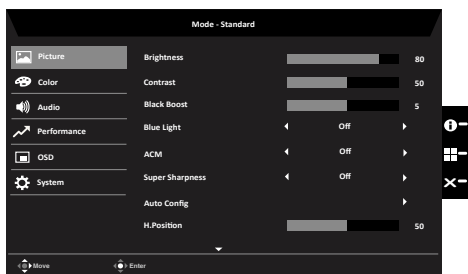 Mode - Standard
Picture
Color
Audio
Performance
OSD
System
Brightness 80
Contrast 50
Black Boost 5
Blue Light Off
ACM Off
Super Sharpness Off
Auto Config
H.Position 50
Move
Enter